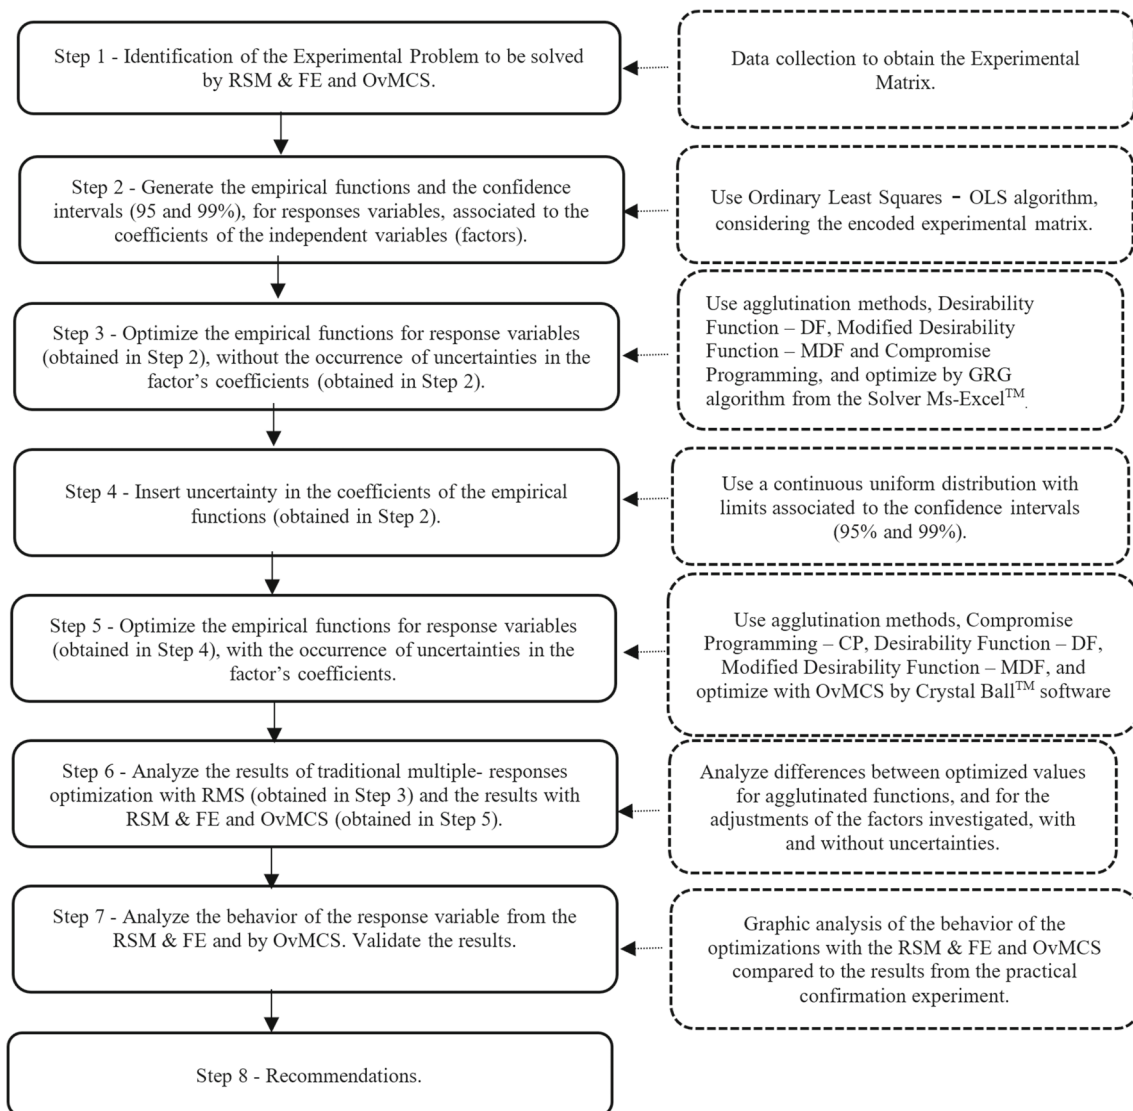 Step 1 - Identification of the Experimental Problem to be solved
by RSM & FE and OvMCS.
Data collection to obtain the Experimental
Matrix.
Step 2 - Generate the empirical functions and the confidence
intervals (95 and 99%), for responses variables, associated to the
coefficients of the independent variables (factors).
Use Ordinary Least Squares - OLS algorithm,
considering the encoded experimental matrix.
Step 3 - Optimize the empirical functions for response variables
(obtained in Step 2), without the occurrence of uncertainties in the
factor's coefficients (obtained in Step 2).
Use agglutination methods, Desirability
Function – DF, Modified Desirability
Function – MDF and Compromise
Programming, and optimize by GRG
algorithm from the Solver Ms-Excel™.
Step 4 - Insert uncertainty in the coefficients of the empirical
functions (obtained in Step 2).
Use a continuous uniform distribution with
limits associated to the confidence intervals
(95% and 99%).
Step 5 - Optimize the empirical functions for response variables
(obtained in Step 4), with the occurrence of uncertainties in the
factor's coefficients.
Use agglutination methods, Compromise
Programming – CP, Desirability Function – DF,
Modified Desirability Function – MDF, and
optimize with OvMCS by Crystal Ball™ software
Step 6 - Analyze the results of traditional multiple- responses
optimization with RMS (obtained in Step 3) and the results with
RSM & FE and OvMCS (obtained in Step 5).
Analyze differences between optimized values
for agglutinated functions, and for the
adjustments of the factors investigated, with
and without uncertainties.
Step 7 - Analyze the behavior of the response variable from the
RSM & FE and by OvMCS. Validate the results.
Graphic analysis of the behavior of the
optimizations with the RSM & FE and OvMCS
compared to the results from the practical
confirmation experiment.
Step 8 - Recommendations.